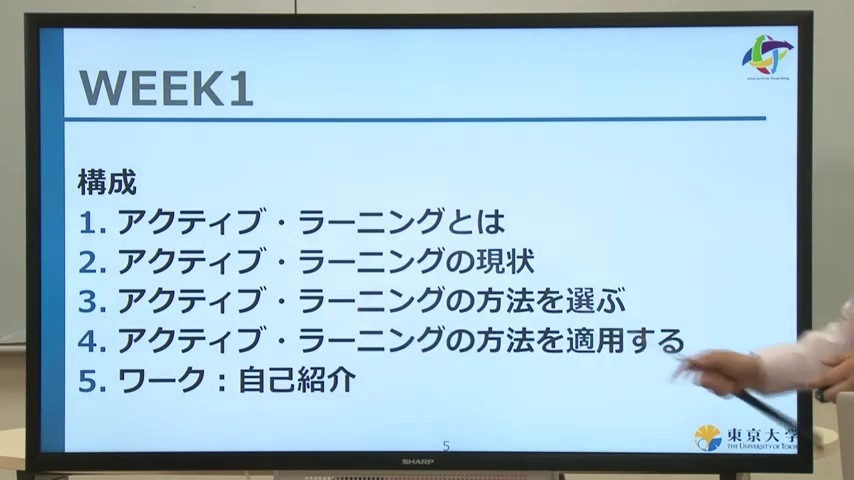 WEEK1
Interactive Teaching
構成
1. アクティブ・ラーニングとは
2. アクティブ・ラーニングの現状
3. アクティブ・ラーニングの方法を選ぶ
4. アクティブ・ラーニングの方法を適用する
5. ワーク：自己紹介
5
東京大学
THE UNIVERSITY OF TOKYO
SHARP